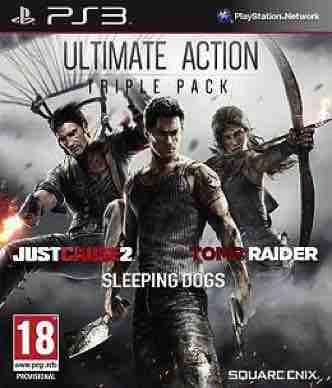 PS3
PlayStation Network
ULTIMATE ACTION
TRIPLE PACK
JUST CAUSE 2
TOMB RAIDER
SLEEPING DOGS
18
www.pegi.info
PROVISIONAL
SQUARE ENIX.